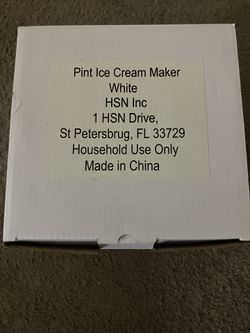 Pint Ice Cream Maker
White
HSN Inc
1 HSN Drive,
St Petersbrug, FL 33729
Household Use Only
Made in China